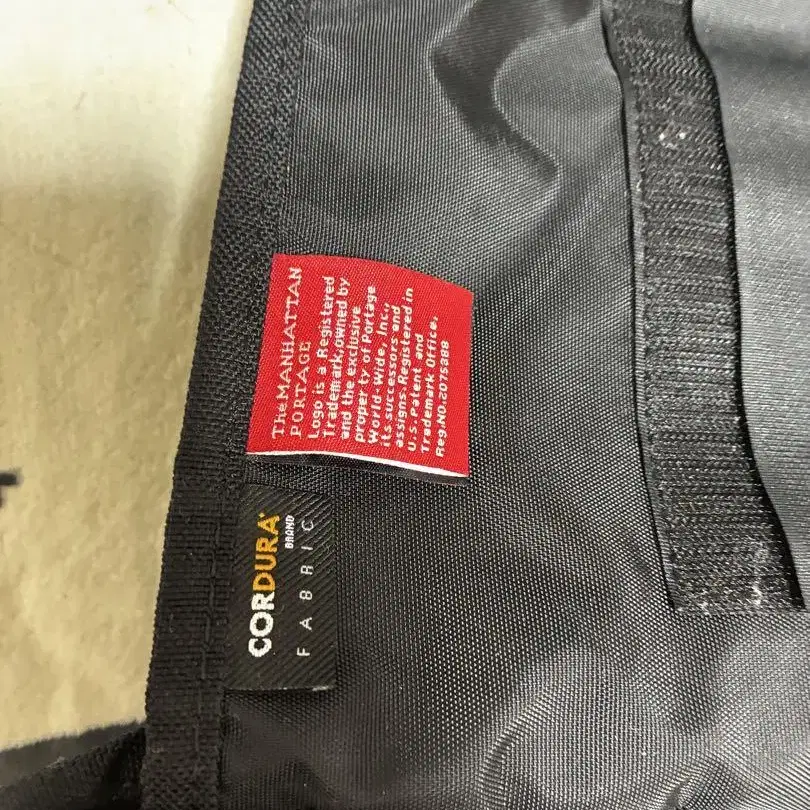 The MANHATTAN
PORTAGE
Logo is a Registered
Trademark,owned by
and the exclusive
property of Portage
World-Wide, Inc.,
its successors and
assigns.Registered in
U.S.Patent and
Trademark Office,
Reg.NO.2075388
CORDURA
BRAND
FABRIC